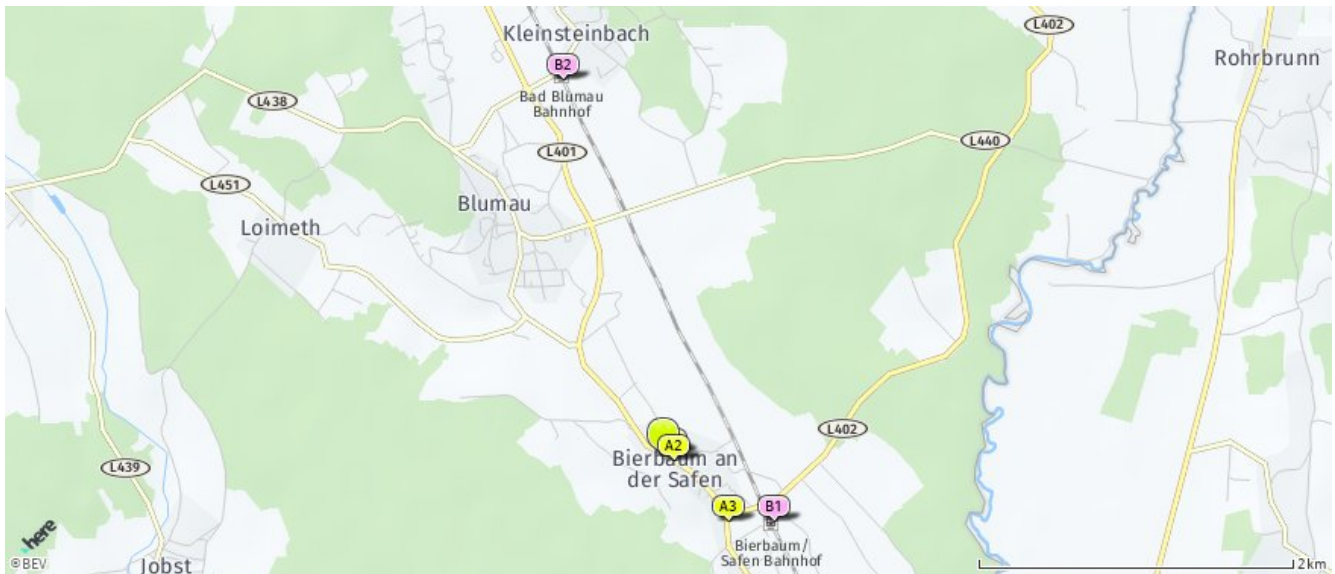 Kleinsteinbach
L402
B2
Rohrbrunn
Bad Blumau
Bahnhof
L438
L440
L401
L451
Blumau
Loimeth
L402
A2
Bierbaum an
der Safen
L439
A3
B1
Bierbaum/
Safen Bahnhof
here
©BEV
Jobst
2km